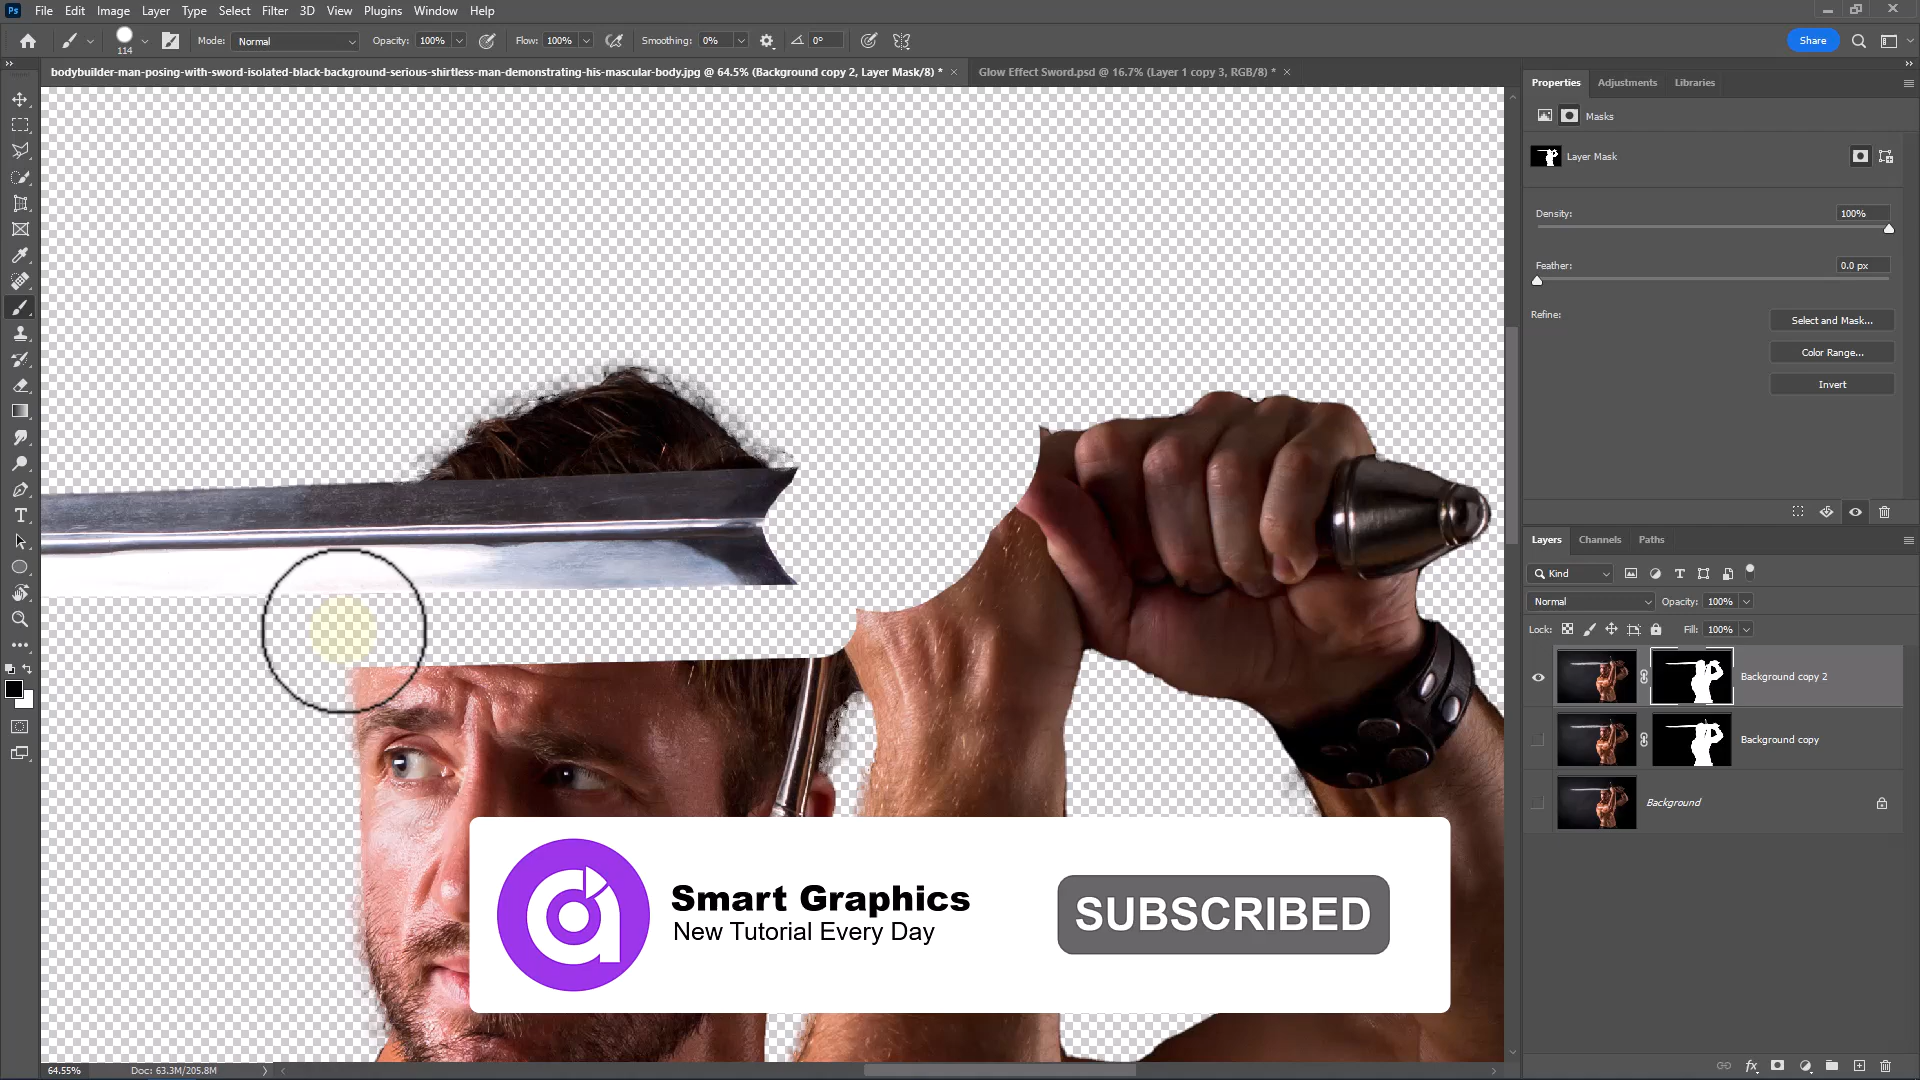 Ps File Edit Image Layer Type Select Filter 3D View Plugins Window Help
114 Mode: Normal Opacity: 100% Flow: 100% Smoothing: 0% 0° Share
bodybuilder-man-posing-with-sword-isolated-black-background-serious-shirtless-man-demonstrating-his-mascular-body.jpg @ 64.5% (Background copy 2, Layer Mask/8) *
Glow Effect Sword.psd @ 16.7% (Layer 1 copy 3, RGB/8) *
Properties Adjustments Libraries
Masks
Layer Mask
Density: 100%
Feather: 0.0 px
Refine:
Select and Mask...
Color Range...
Invert
Layers Channels Paths
Kind
Normal Opacity: 100%
Lock: Fill: 100%
Background copy 2
Background copy
Background
Smart Graphics
New Tutorial Every Day
SUBSCRIBED
64.55% Doc: 63.3M/205.8M